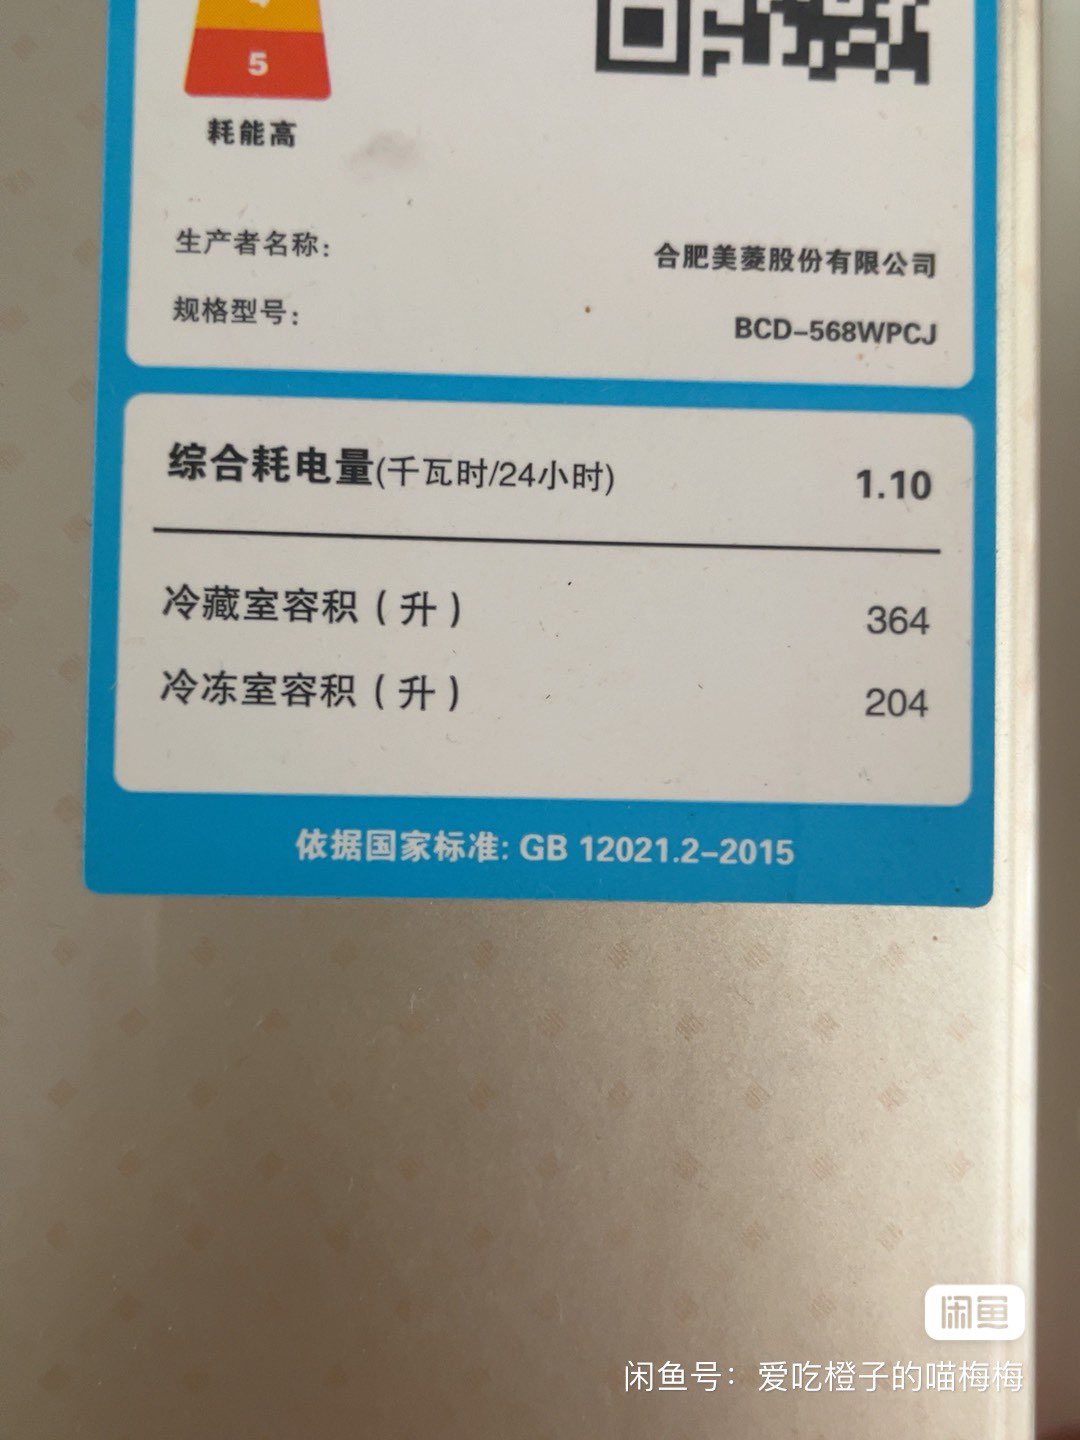 5
耗能高
生产者名称:
合肥美菱股份有限公司
规格型号:
BCD-568WPCJ
综合耗电量(千瓦时/24小时)
1.10
冷藏室容积（升）
364
冷冻室容积（升）
204
依据国家标准: GB 12021.2-2015
闲鱼
闲鱼号：爱吃橙子的喵梅梅